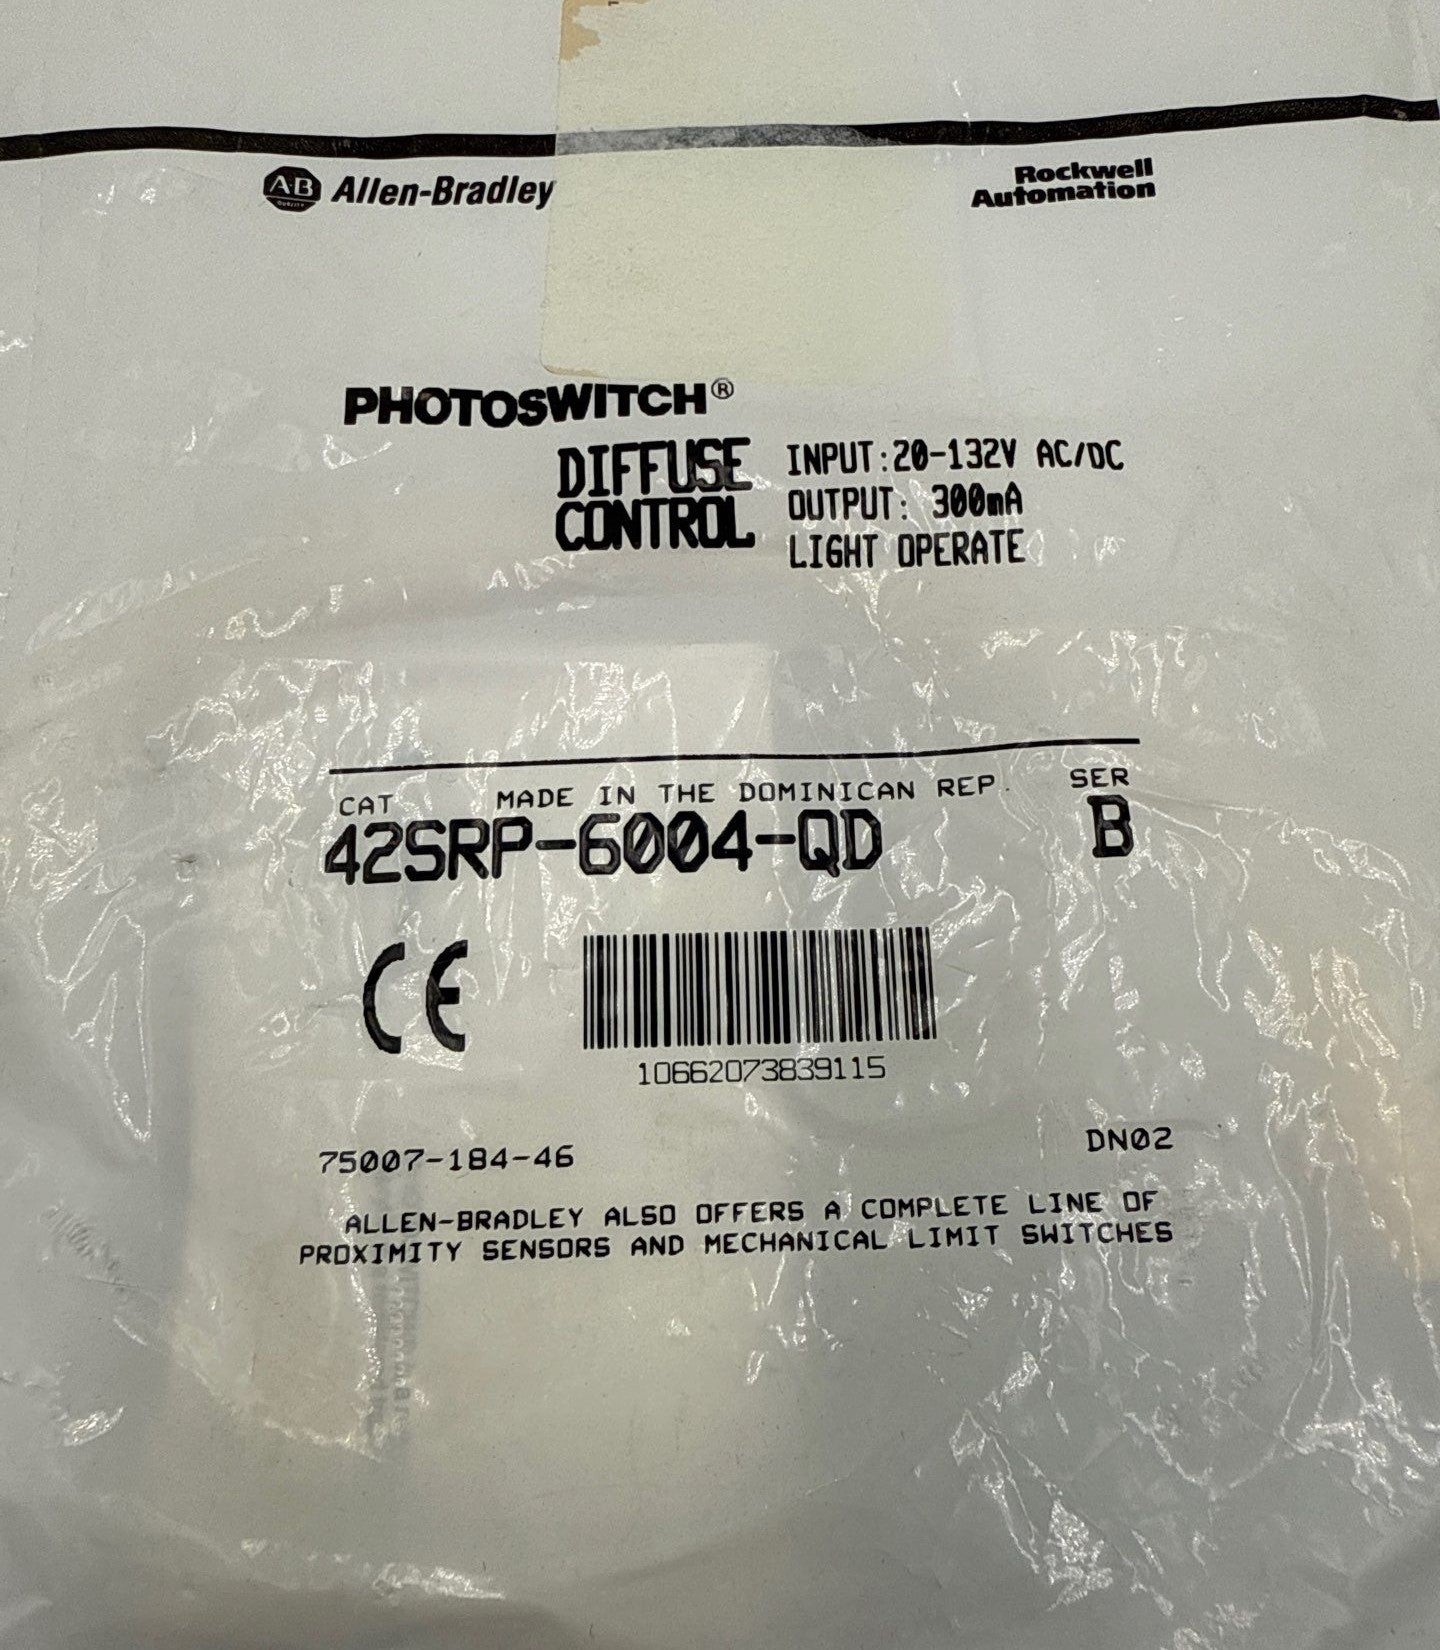 AB
QUALITY
Allen-Bradley
Rockwell
Automation
PHOTOSWITCH®
DIFFUSE
CONTROL
INPUT:20-132V AC/DC
OUTPUT: 300mA
LIGHT OPERATE
CAT
MADE IN THE DOMINICAN REP.
SER
42SRP-6004-QD
B
CE
10662073839115
75007-184-46
DN02
ALLEN-BRADLEY ALSO OFFERS A COMPLETE LINE OF
PROXIMITY SENSORS AND MECHANICAL LIMIT SWITCHES